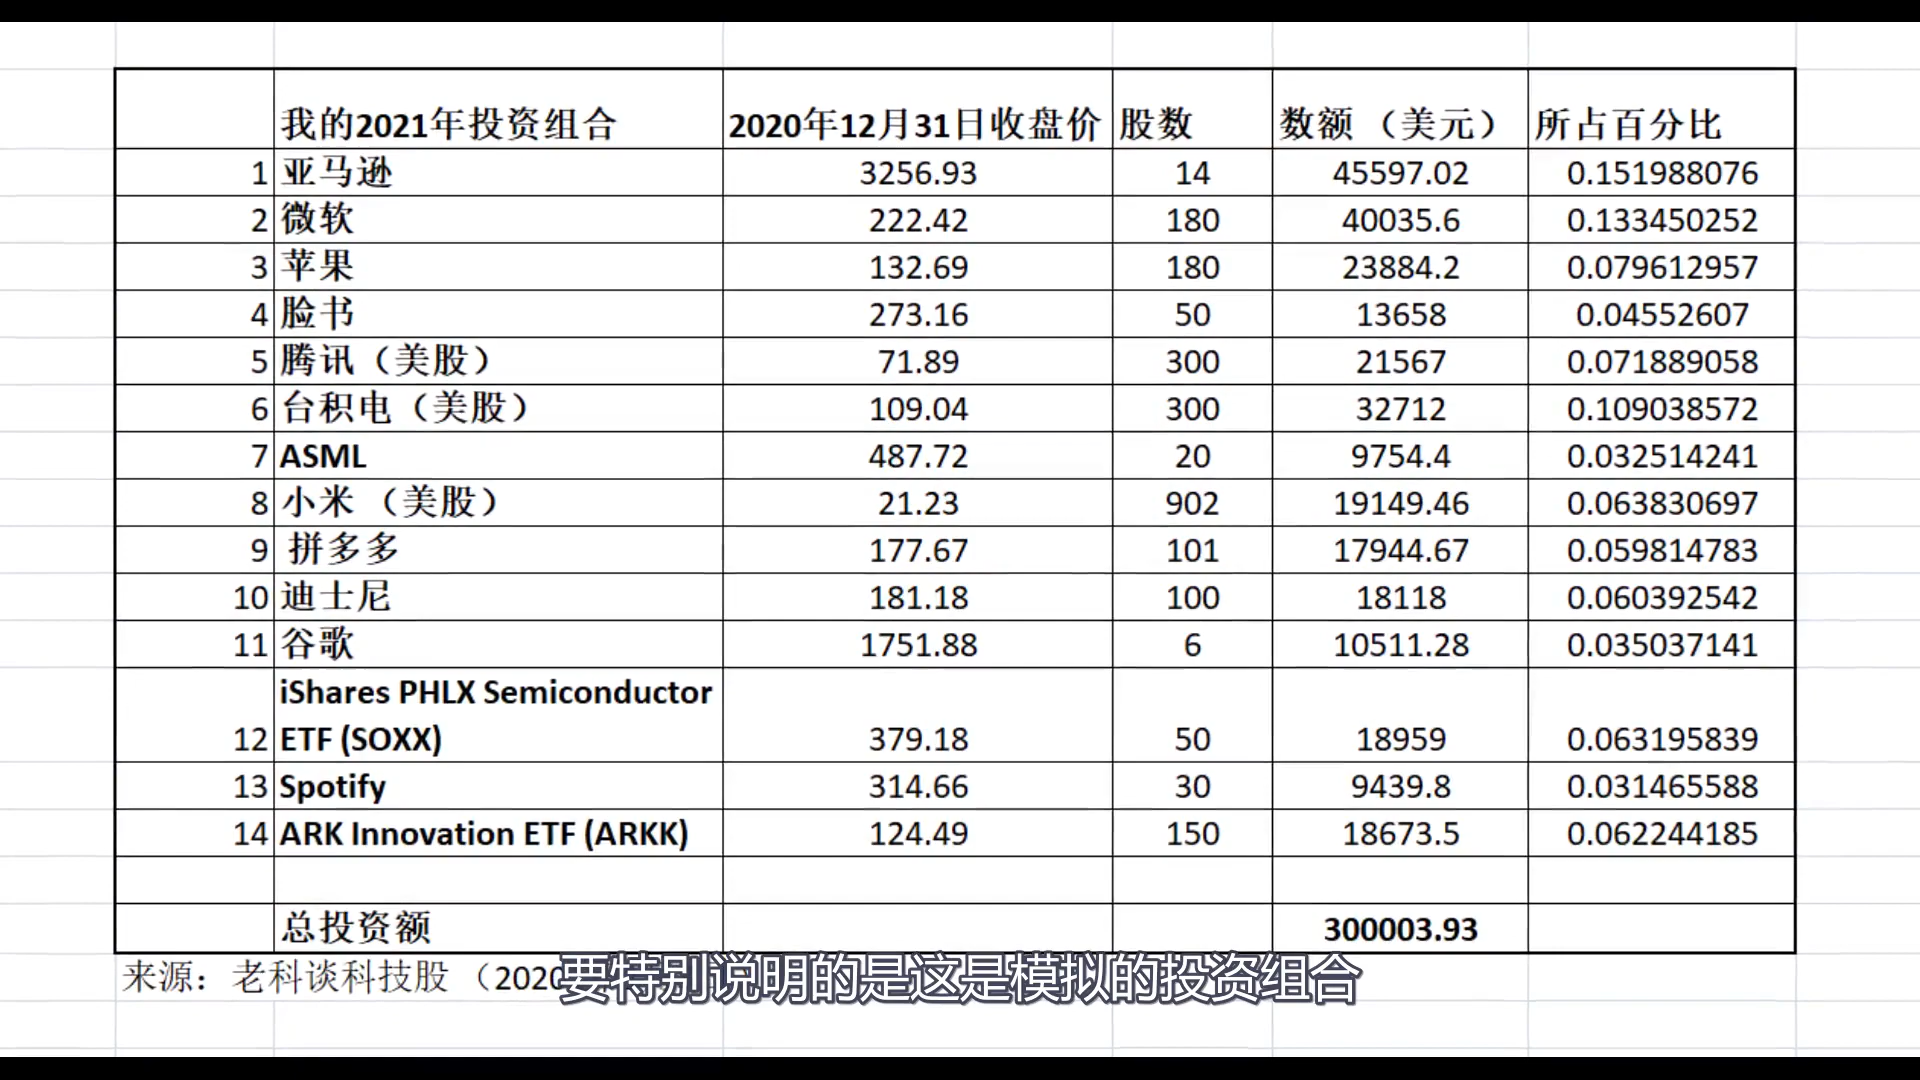 我的2021年投资组合 2020年12月31日收盘价 股数 数额（美元） 所占百分比
1 亚马逊 3256.93 14 45597.02 0.151988076
2 微软 222.42 180 40035.6 0.133450252
3 苹果 132.69 180 23884.2 0.079612957
4 脸书 273.16 50 13658 0.04552607
5 腾讯（美股） 71.89 300 21567 0.071889058
6 台积电（美股） 109.04 300 32712 0.109038572
7 ASML 487.72 20 9754.4 0.032514241
8 小米 （美股） 21.23 902 19149.46 0.063830697
9 拼多多 177.67 101 17944.67 0.059814783
10 迪士尼 181.18 100 18118 0.060392542
11 谷歌 1751.88 6 10511.28 0.035037141
iShares PHLX Semiconductor
12 ETF (SOXX) 379.18 50 18959 0.063195839
13 Spotify 314.66 30 9439.8 0.031465588
14 ARK Innovation ETF (ARKK) 124.49 150 18673.5 0.062244185
总投资额 300003.93
来源：老科谈科技股 （2020
要特别说明的是这是模拟的投资组合